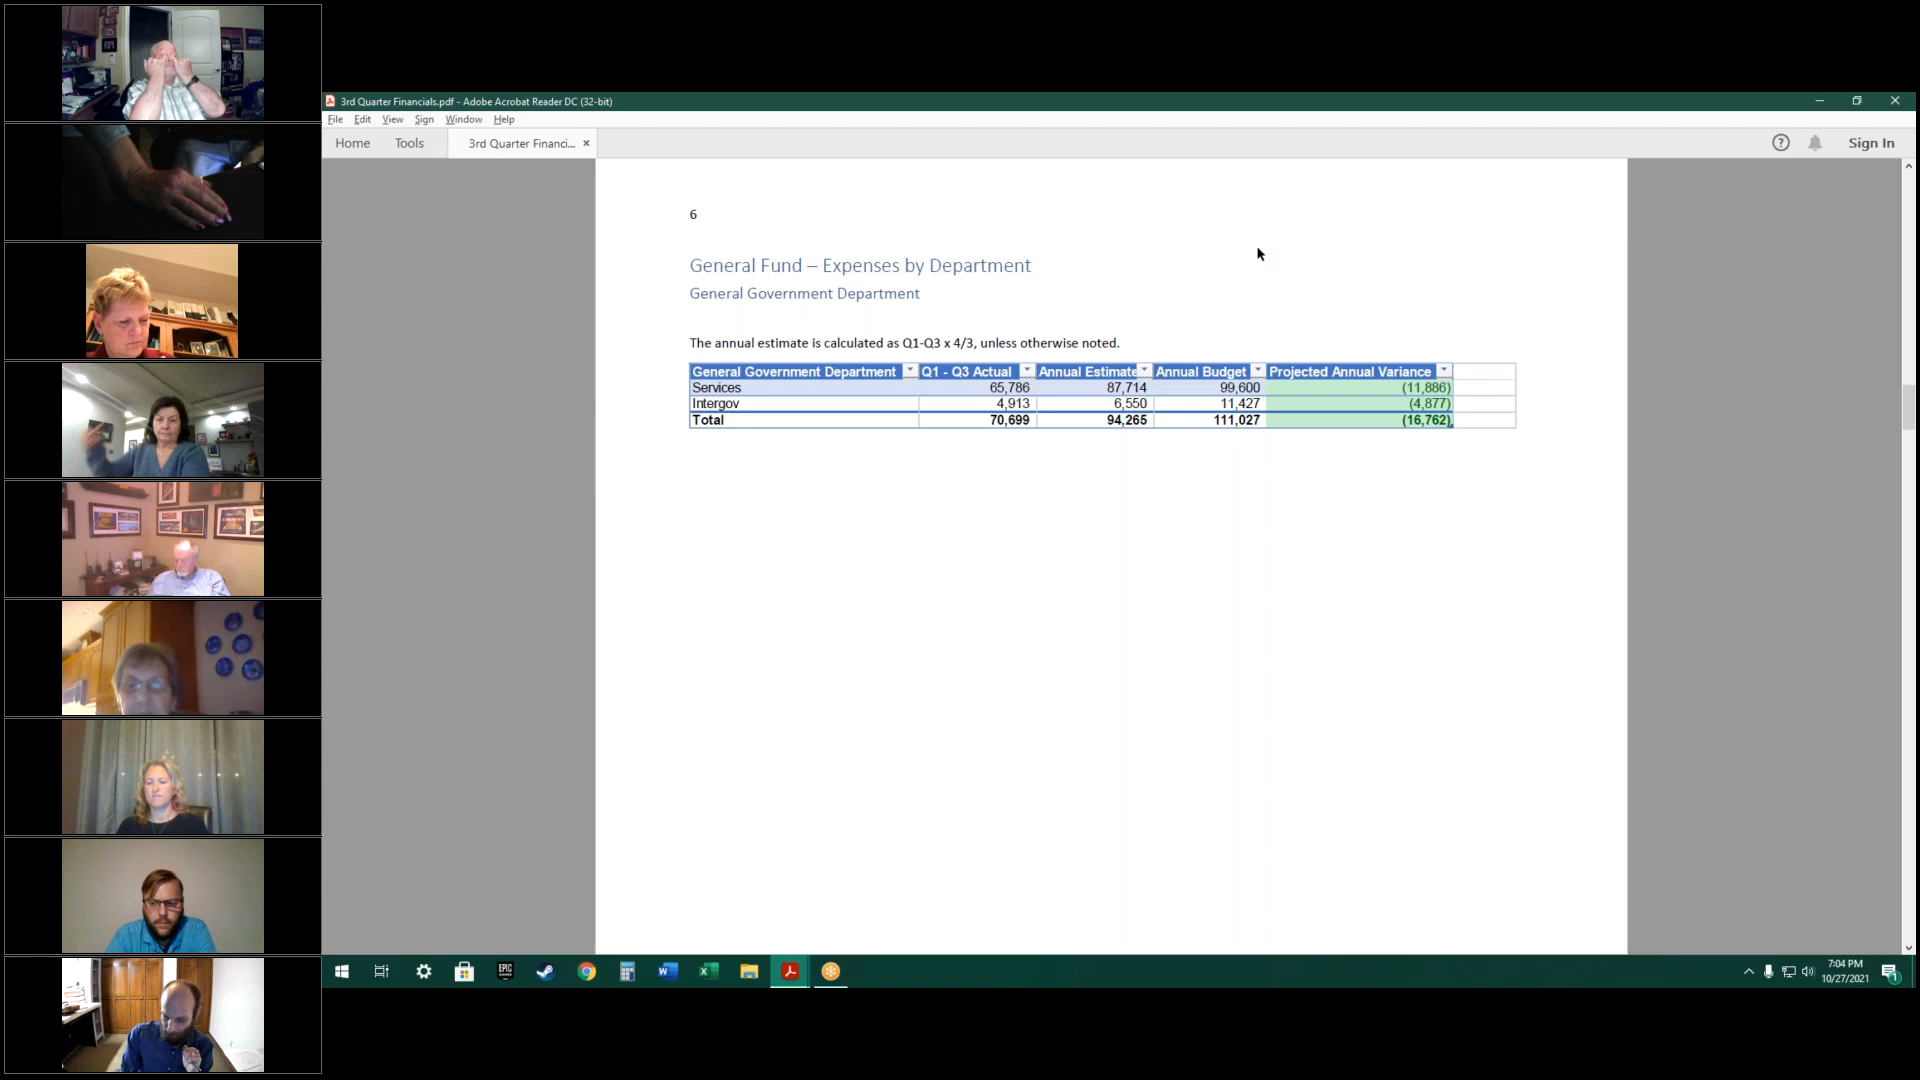 3rd Quarter Financials.pdf - Adobe Acrobat Reader DC (32-bit)
File Edit View Sign Window Help
Home Tools 3rd Quarter Financi... × Sign In
6
General Fund – Expenses by Department
General Government Department
The annual estimate is calculated as Q1-Q3 x 4/3, unless otherwise noted.
General Government Department Q1 - Q3 Actual Annual Estimate Annual Budget Projected Annual Variance
Services 65,786 87,714 99,600 (11,886)
Intergov 4,913 6,550 11,427 (4,877)
Total 70,699 94,265 111,027 (16,762)
EPIC
7:04 PM
10/27/2021
1